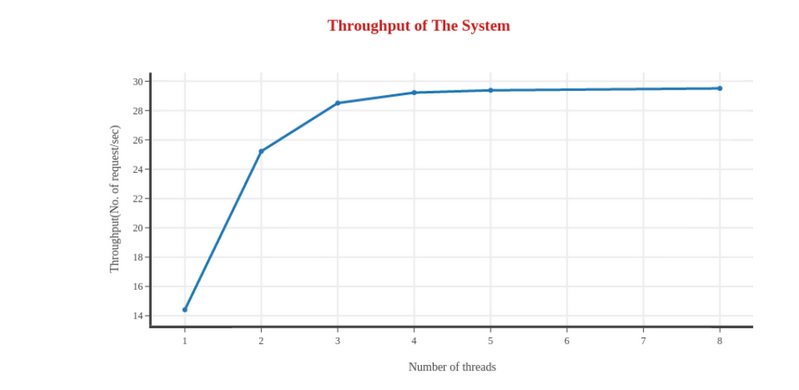 Throughput of The System
Throughput(No. of request/sec)
30
28
26
24
22
20
18
16
14
1 2 3 4 5 6 7 8
Number of threads